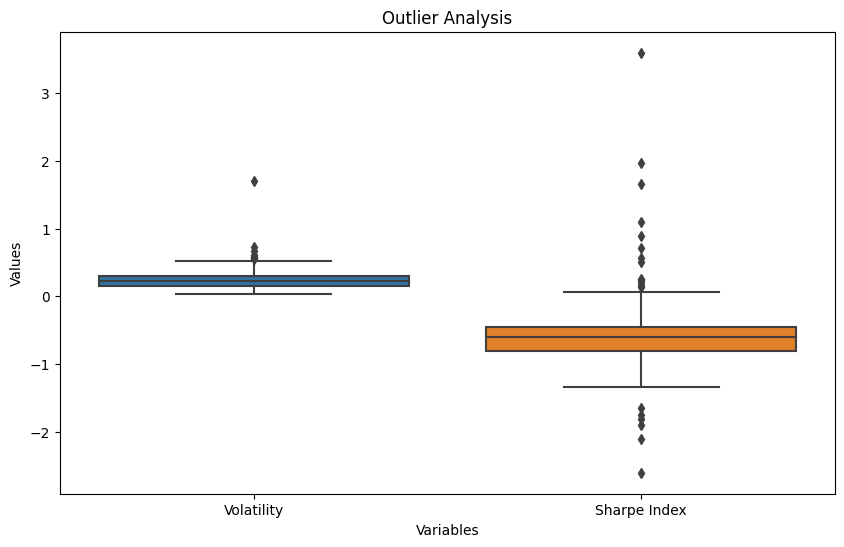 Outlier Analysis
Values
3
2
1
0
−1
−2
Volatility
Sharpe Index
Variables